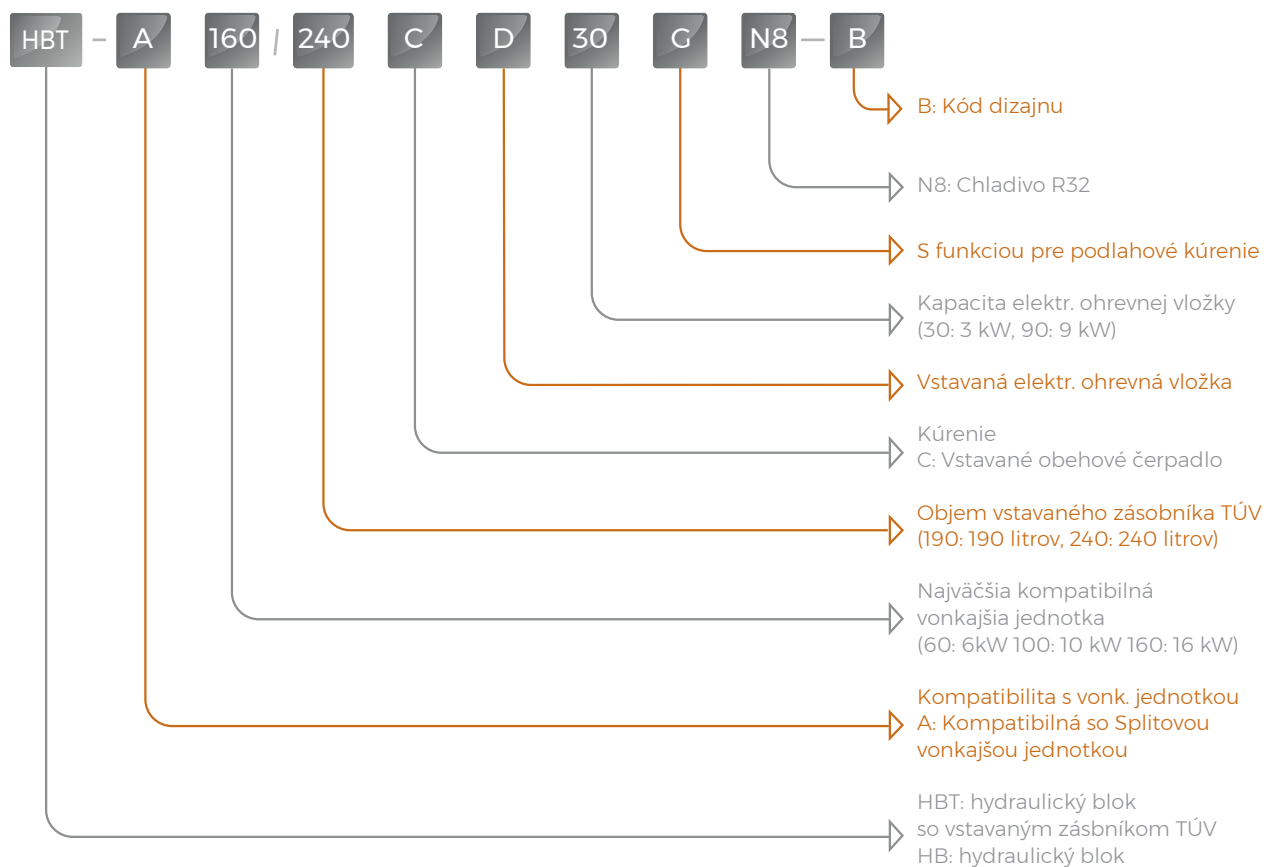 HBT – A 160 / 240 C D 30 G N8 — B
B: Kód dizajnu
N8: Chladivo R32
S funkciou pre podlahové kúrenie
Kapacita elektr. ohrevnej vložky
(30: 3 kW, 90: 9 kW)
Vstavaná elektr. ohrevná vložka
Kúrenie
C: Vstavané obehové čerpadlo
Objem vstavaného zásobníka TÚV
(190: 190 litrov, 240: 240 litrov)
Najväčšia kompatibilná
vonkajšia jednotka
(60: 6kW 100: 10 kW 160: 16 kW)
Kompatibilita s vonk. jednotkou
A: Kompatibilná so Splitovou
vonkajšou jednotkou
HBT: hydraulický blok
so vstavaným zásbníkom TÚV
HB: hydraulický blok